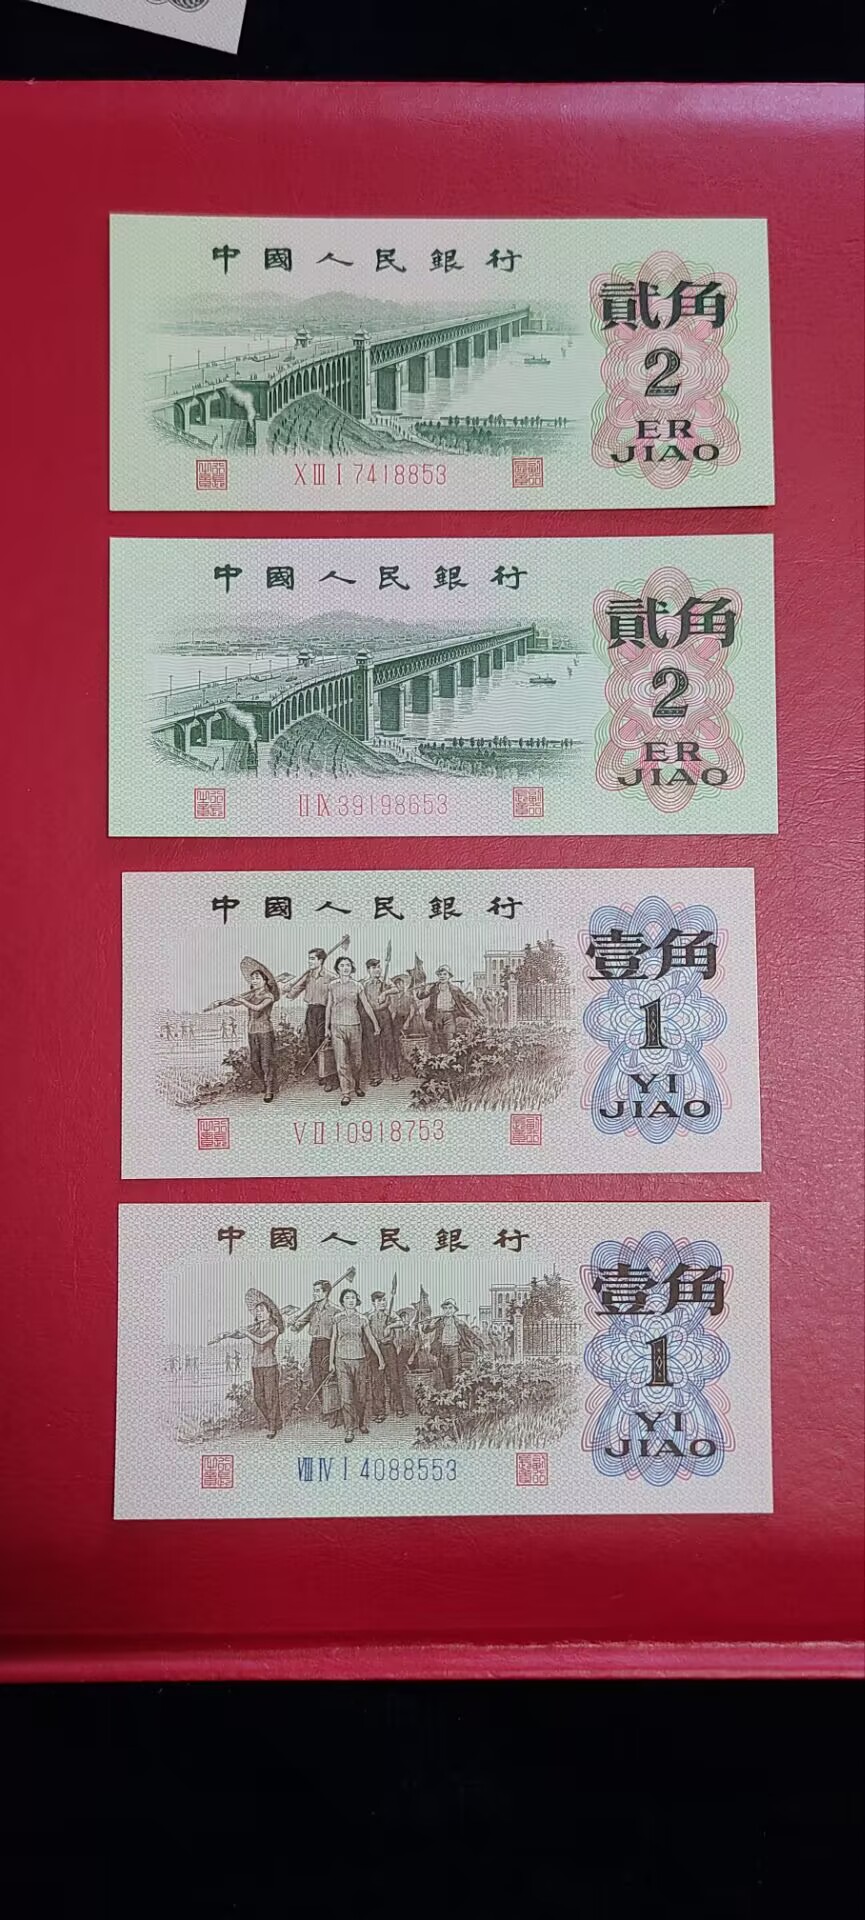 中國人民銀行
貳角
2
ER
JIAO
XIII I 7418853
中國人民銀行
貳角
2
ER
JIAO
II IX 39198653
中國人民銀行
壹角
1
YI
JIAO
V II 10918753
中國人民銀行
壹角
1
YI
JIAO
VIII IV I 4088553